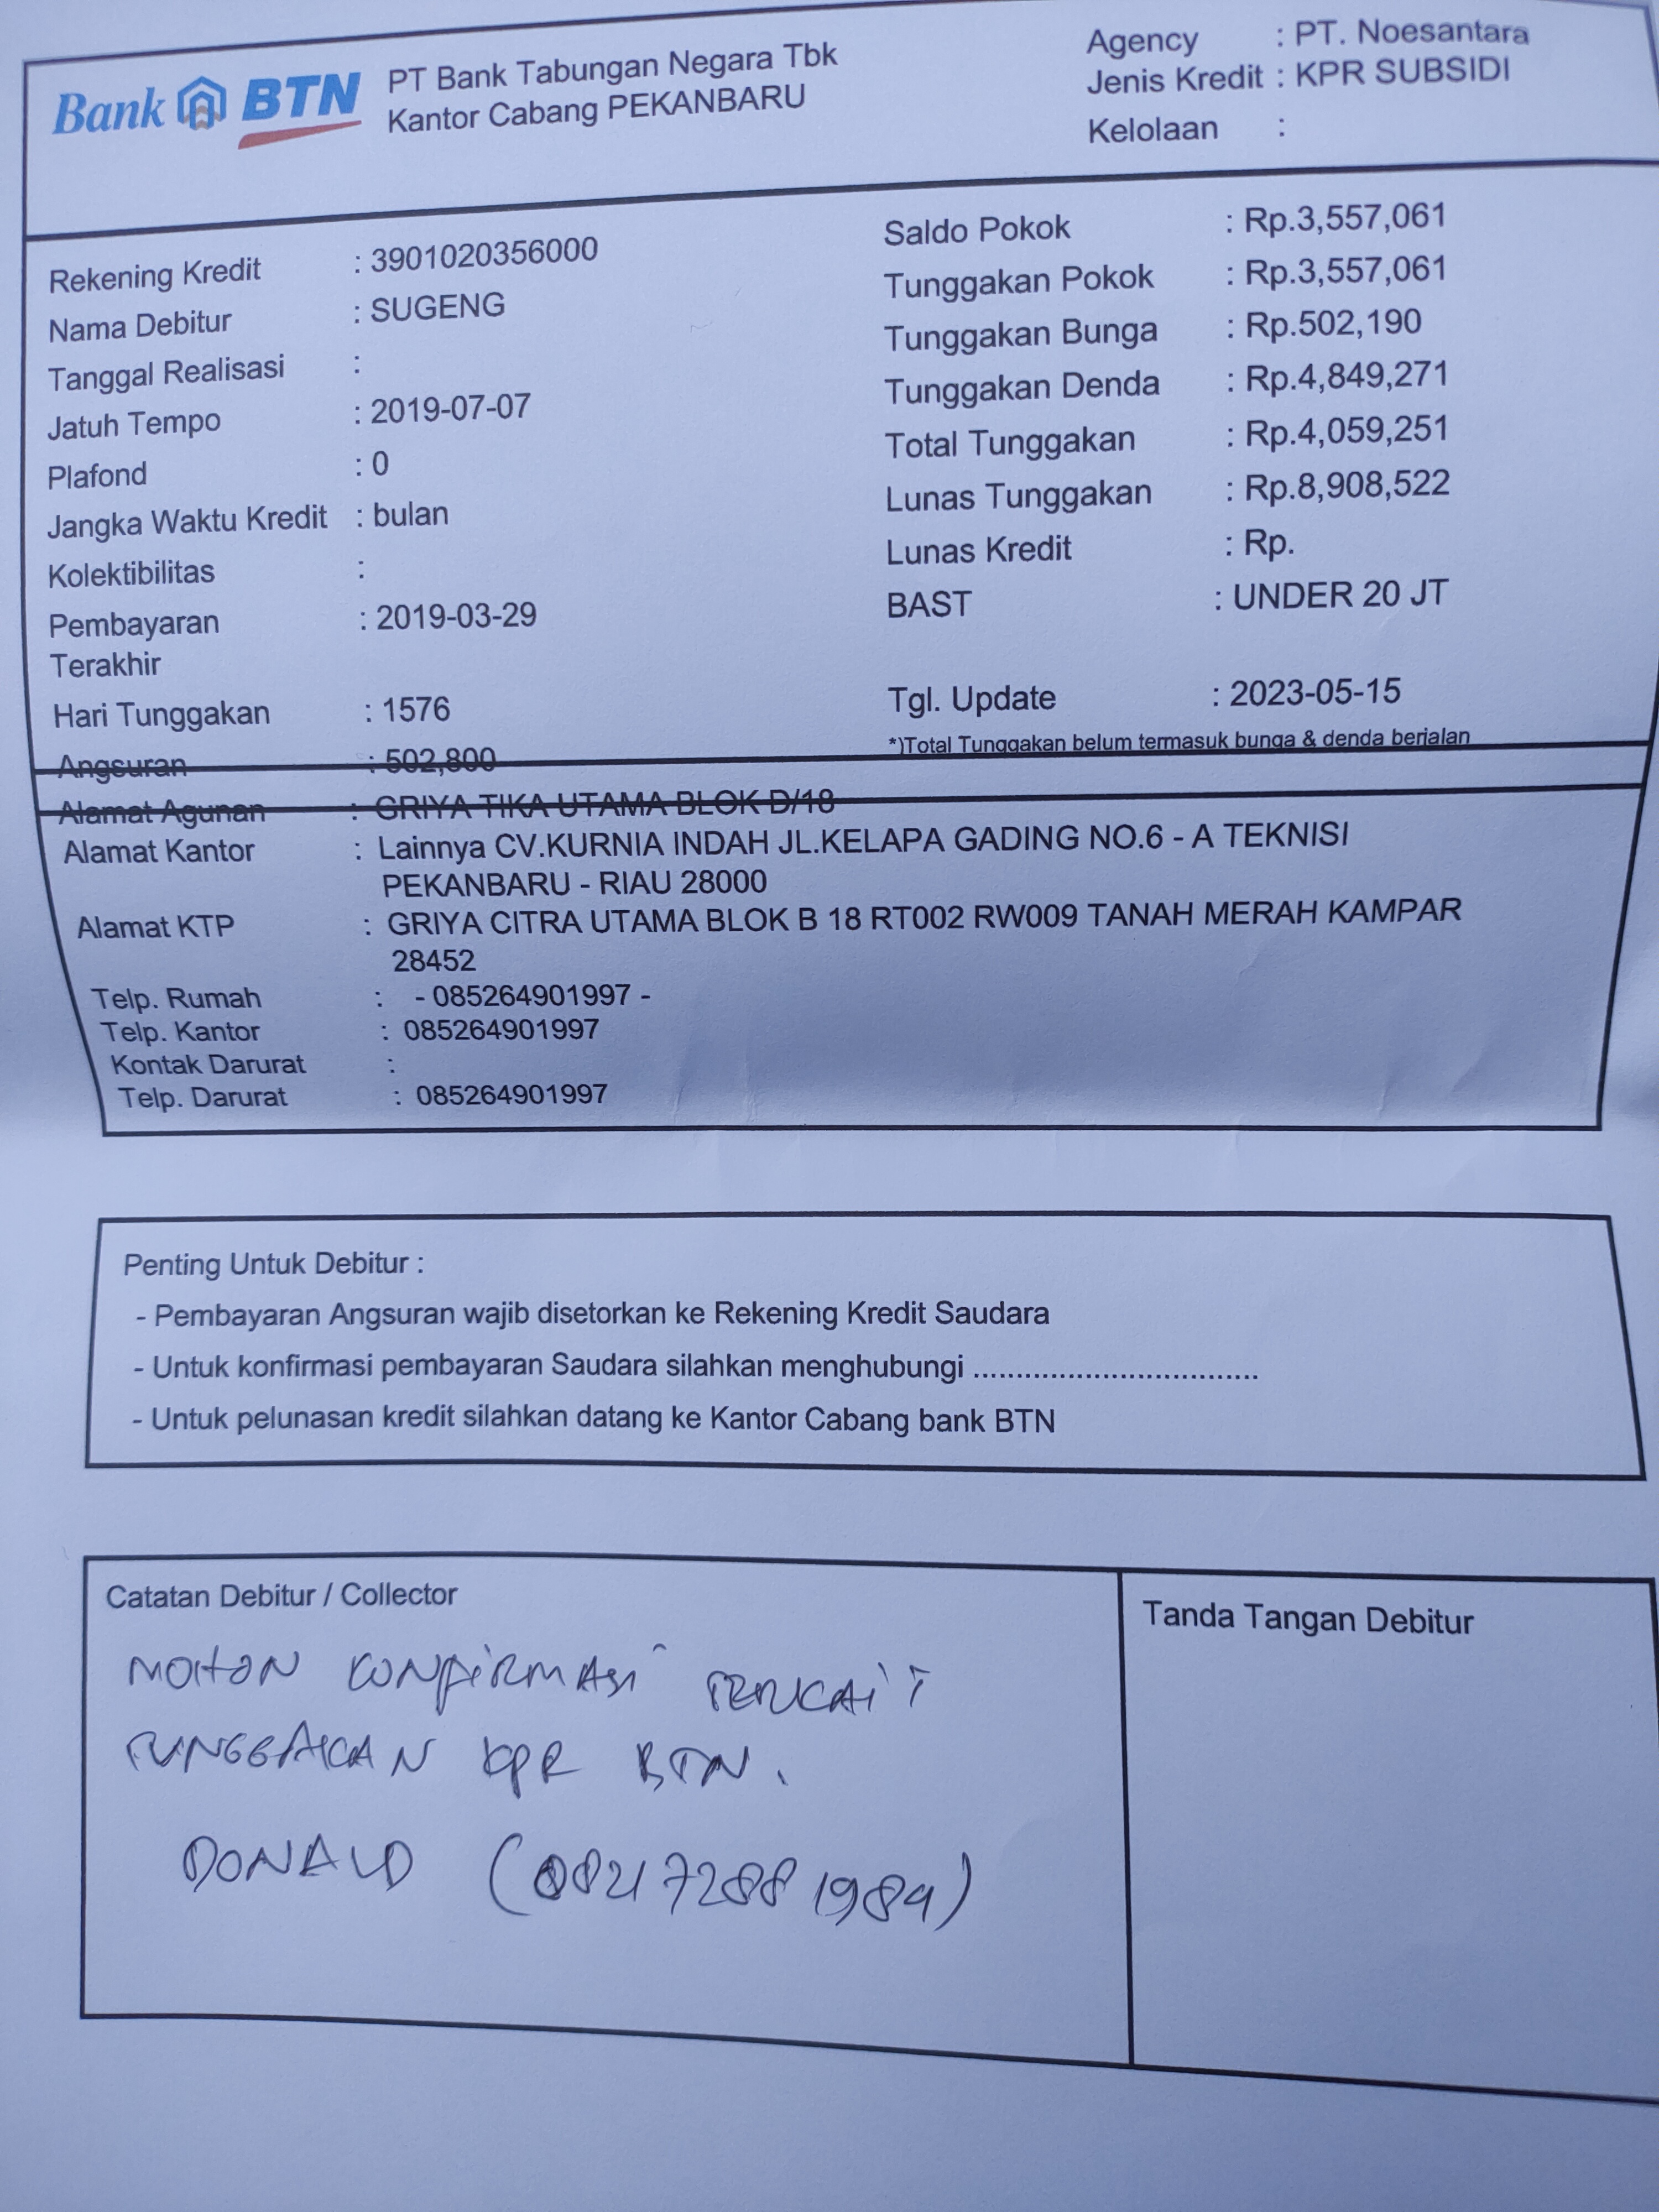 Bank BTN
PT Bank Tabungan Negara Tbk
Kantor Cabang PEKANBARU
Agency : PT. Noesantara
Jenis Kredit : KPR SUBSIDI
Kelolaan :
Rekening Kredit : 3901020356000
Nama Debitur : SUGENG
Tanggal Realisasi :
Jatuh Tempo : 2019-07-07
Plafond : 0
Jangka Waktu Kredit : bulan
Kolektibilitas :
Pembayaran : 2019-03-29
Terakhir
Hari Tunggakan : 1576
Angsuran : 502,800
Saldo Pokok : Rp.3,557,061
Tunggakan Pokok : Rp.3,557,061
Tunggakan Bunga : Rp.502,190
Tunggakan Denda : Rp.4,849,271
Total Tunggakan : Rp.4,059,251
Lunas Tunggakan : Rp.8,908,522
Lunas Kredit : Rp.
BAST : UNDER 20 JT
Tgl. Update : 2023-05-15
*)Total Tunggakan belum termasuk bunga & denda berjalan
Alamat Agunan : GRIYA TIKA UTAMA BLOK D/18
Alamat Kantor : Lainnya CV.KURNIA INDAH JL.KELAPA GADING NO.6 - A TEKNISI
PEKANBARU - RIAU 28000
Alamat KTP : GRIYA CITRA UTAMA BLOK B 18 RT002 RW009 TANAH MERAH KAMPAR
28452
Telp. Rumah : - 085264901997 -
Telp. Kantor : 085264901997
Kontak Darurat :
Telp. Darurat : 085264901997
Penting Untuk Debitur :
- Pembayaran Angsuran wajib disetorkan ke Rekening Kredit Saudara
- Untuk konfirmasi pembayaran Saudara silahkan menghubungi ..................................
- Untuk pelunasan kredit silahkan datang ke Kantor Cabang bank BTN
Catatan Debitur / Collector
MOHON KONFIRMASI TERKAIT
TUNGGAKAN KPR BTN.
DONALD (082172881984)
Tanda Tangan Debitur